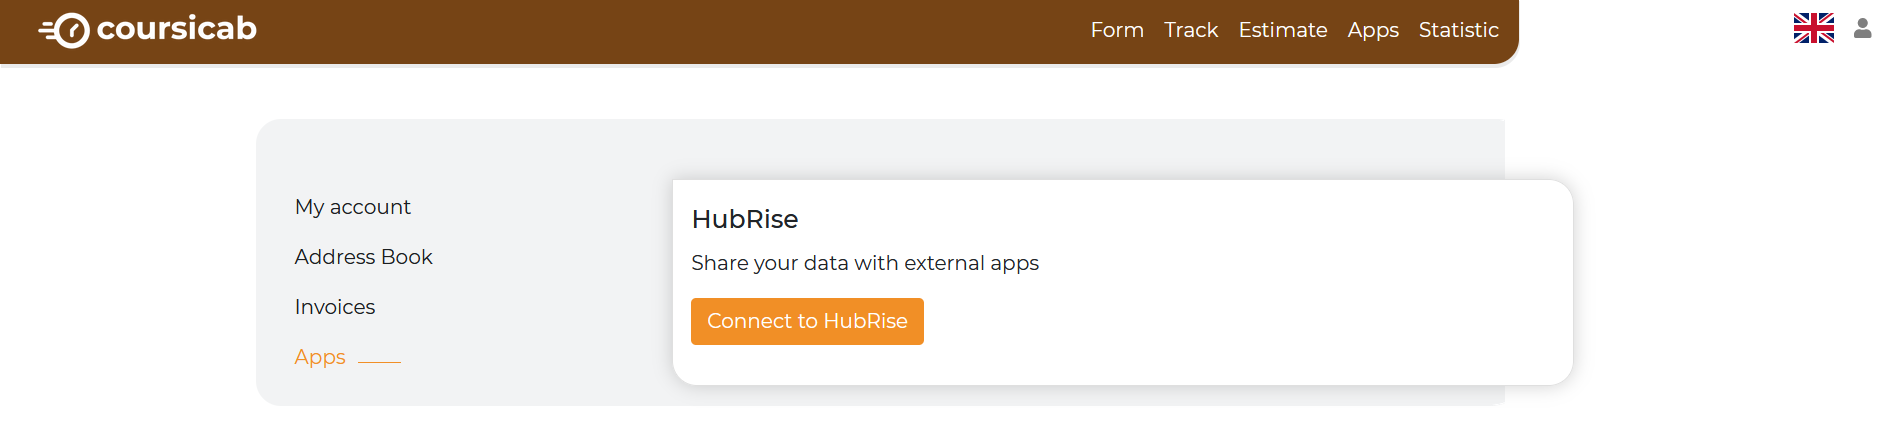 coursicab
Form Track Estimate Apps Statistic
My account
Address Book
Invoices
Apps
HubRise
Share your data with external apps
Connect to HubRise